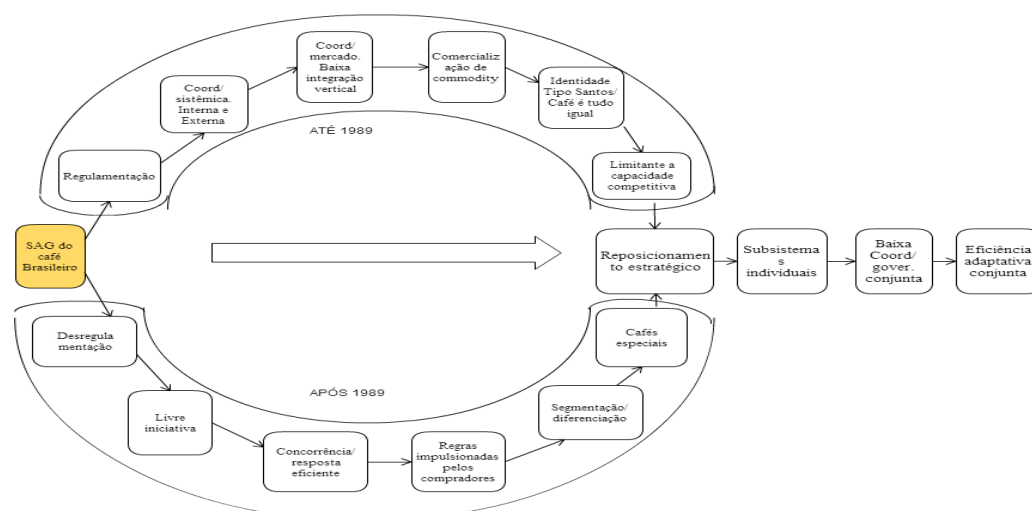 Coord/
mercado.
Baixa
integração
vertical
Comercializ
ação de
commodity
Coord/
sistêmica.
Interna e
Externa
Identidade
Tipo Santos/
Café é tudo
igual
ATÉ 1989
Regulamentação
Limitante a
capacidade
competitiva
SAG do
café
Brasileiro
Reposicionamen
to estratégico
Subsistema
s individuais
Baixa
Coord/
gover.
conjunta
Eficiência
adaptativa
conjunta
Desregula
mentação
Cafés
especiais
APÓS 1989
Livre
iniciativa
Segmentação/
diferenciação
Concorrência/
resposta
eficiente
Regras
impulsionadas
pelos
compradores